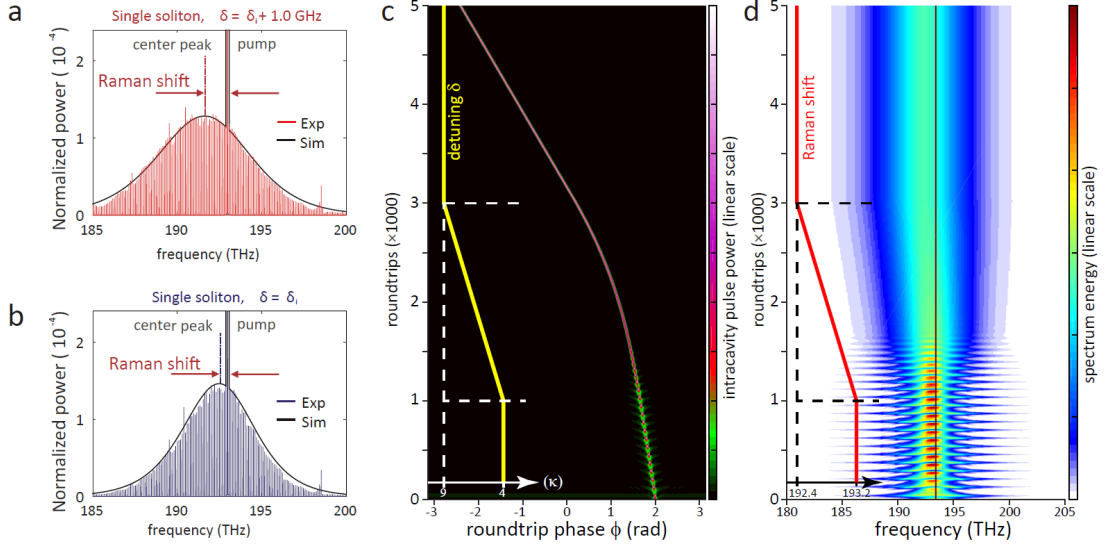 a
Single soliton, δ = δᵢ + 1.0 GHz
center peak
pump
Raman shift
Exp
Sim
Normalized power ( 10⁻⁴)
2
1
0
185
190
195
200
frequency (THz)
b
Single soliton, δ = δᵢ
center peak
pump
Raman shift
Exp
Sim
Normalized power ( 10⁻⁴)
2
1
0
185
190
195
200
frequency (THz)
c
detuning δ
roundtrips (×1000)
5
4
3
2
1
0
9
4
(κ)
-3
-2
-1
0
1
2
3
roundtrip phase ϕ (rad)
intracavity pulse power (linear scale)
d
Raman shift
roundtrips (×1000)
5
4
3
2
1
0
192.4
193.2
180
185
190
195
200
205
frequency (THz)
spectrum energy (linear scale)